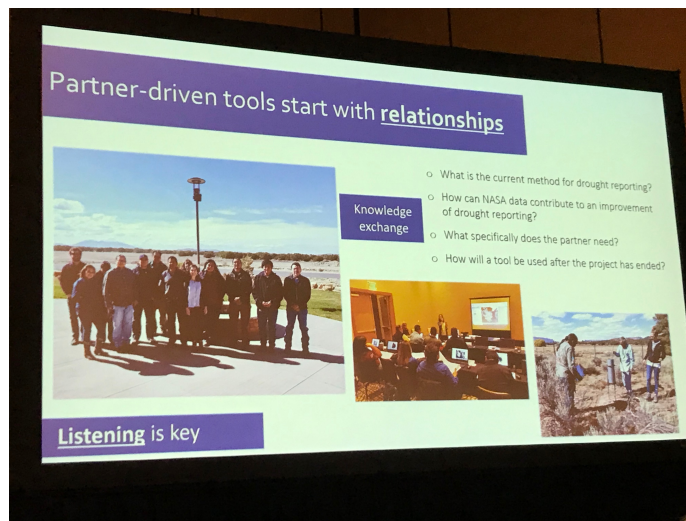 Partner-driven tools start with relationships
Knowledge
exchange
○ What is the current method for drought reporting?
○ How can NASA data contribute to an improvement
of drought reporting?
○ What specifically does the partner need?
○ How will a tool be used after the project has ended?
Listening is key